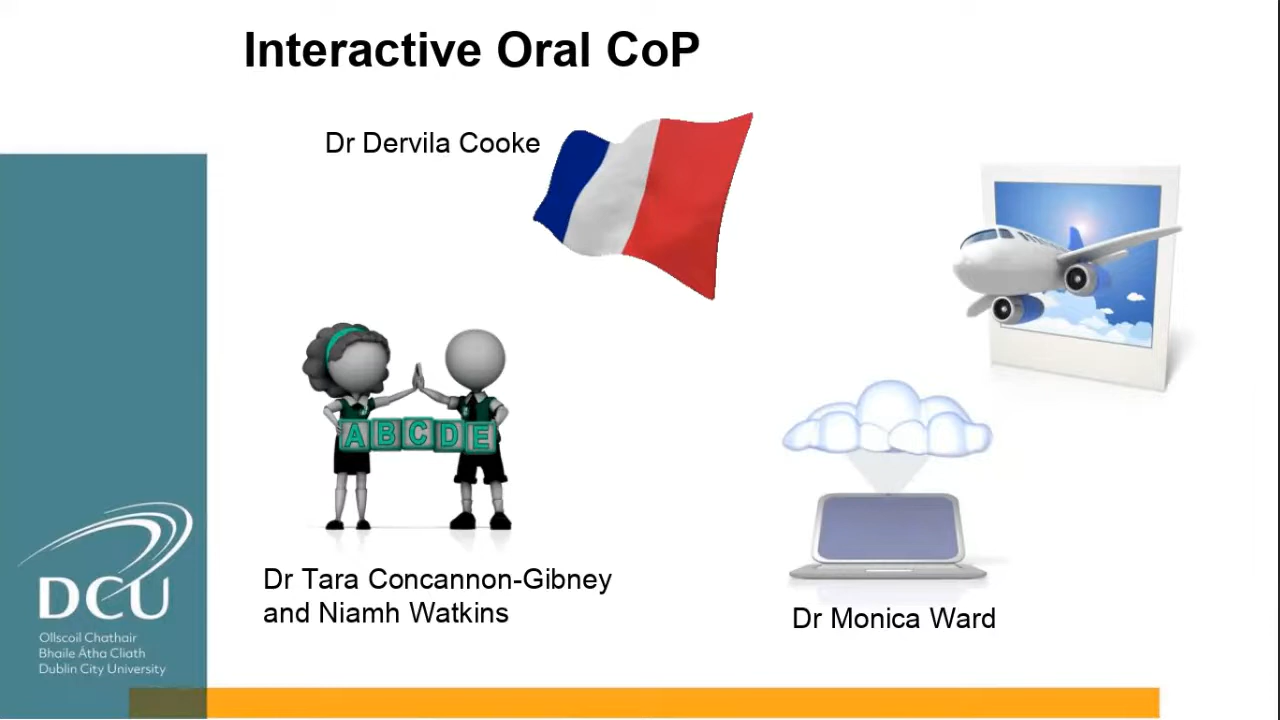 Interactive Oral CoP
Dr Dervila Cooke
A B C D E
Dr Tara Concannon-Gibney
and Niamh Watkins
Dr Monica Ward
DCU
Ollscoil Chathair
Bhaile Átha Cliath
Dublin City University